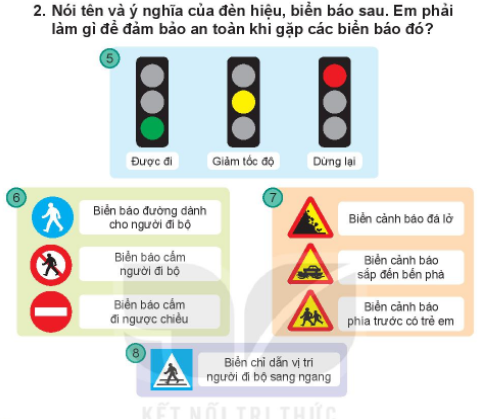 2. Nói tên và ý nghĩa của đèn hiệu, biển báo sau. Em phải
làm gì để đảm bảo an toàn khi gặp các biển báo đó?
5
Được đi
Giảm tốc độ
Dừng lại
6
Biển báo đường dành
cho người đi bộ
Biển báo cấm
người đi bộ
Biển báo cấm
đi ngược chiều
7
Biển cảnh báo đá lở
Biển cảnh báo
sắp đến bến phà
Biển cảnh báo
phía trước có trẻ em
8
Biển chỉ dẫn vị trí
người đi bộ sang ngang
KẾT NỐI TRI THỨC